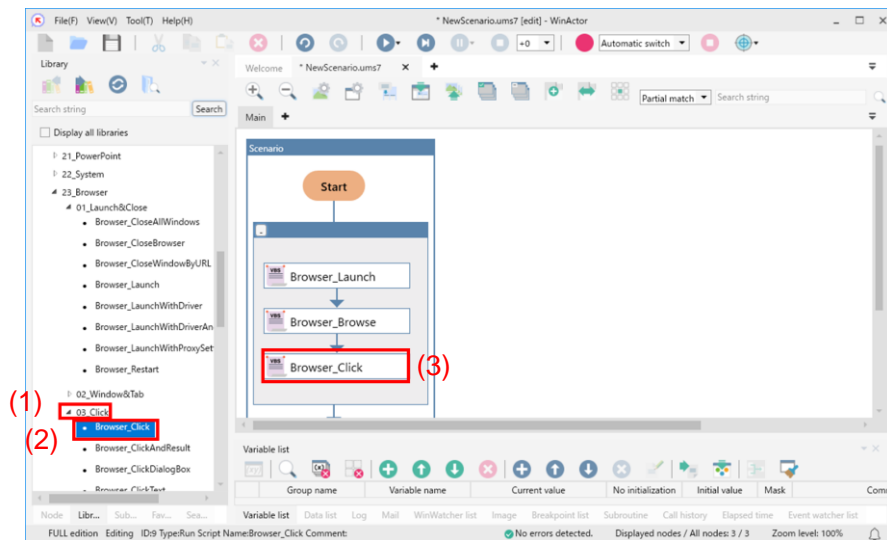 File(F) View(V) Tool(T) Help(H)
* NewScenario.ums7 [edit] - WinActor
+0
Automatic switch
Library
Welcome
* NewScenario.ums7
Search string
Search
Partial match
Search string
Main
Display all libraries
21_PowerPoint
22_System
23_Browser
01_Launch&Close
Browser_CloseAllWindows
Browser_CloseBrowser
Browser_CloseWindowByURL
Browser_Launch
Browser_LaunchWithDriver
Browser_LaunchWithDriverAn
Browser_LaunchWithProxySet
Browser_Restart
02_Window&Tab
(1)
03_Click
(2)
Browser_Click
Browser_ClickAndResult
Browser_ClickDialogBox
Browser_ClickText
Scenario
Start
VBS
Browser_Launch
VBS
Browser_Browse
VBS
Browser_Click
(3)
Variable list
Group name Variable name Current value No initialization Initial value Mask Com
Node Libr... Sub... Fav... Sea...
Variable list Data list Log Mail WinWatcher list Image Breakpoint list Subroutine Call history Elapsed time Event watcher list
FULL edition Editing ID:9 Type:Run Script Name:Browser_Click Comment:
No errors detected.
Displayed nodes / All nodes: 3 / 3
Zoom level: 100%